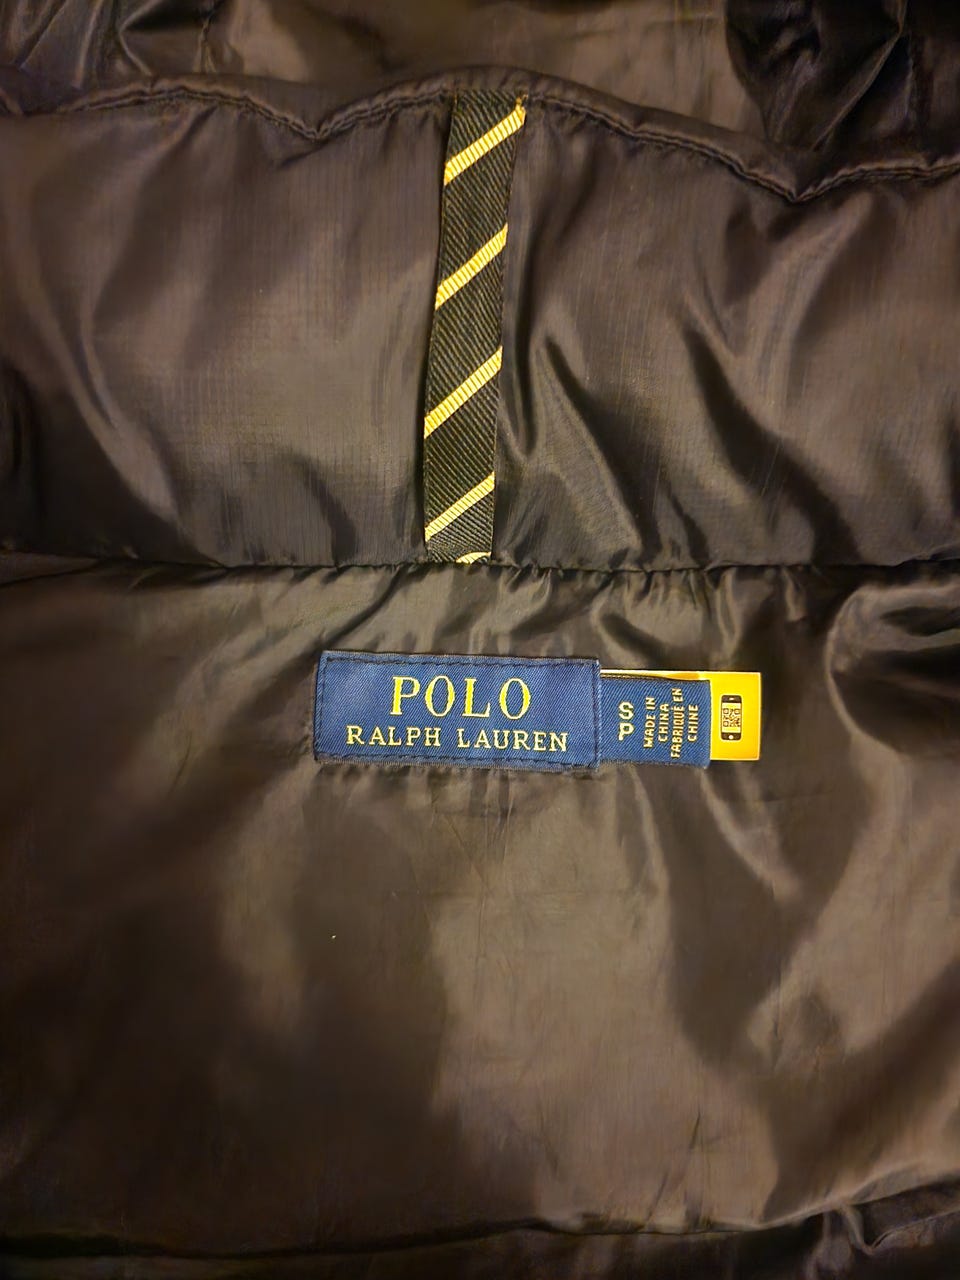 POLO
RALPH LAUREN
S
P
MADE IN
CHINA
FABRIQUÉ EN
CHINE